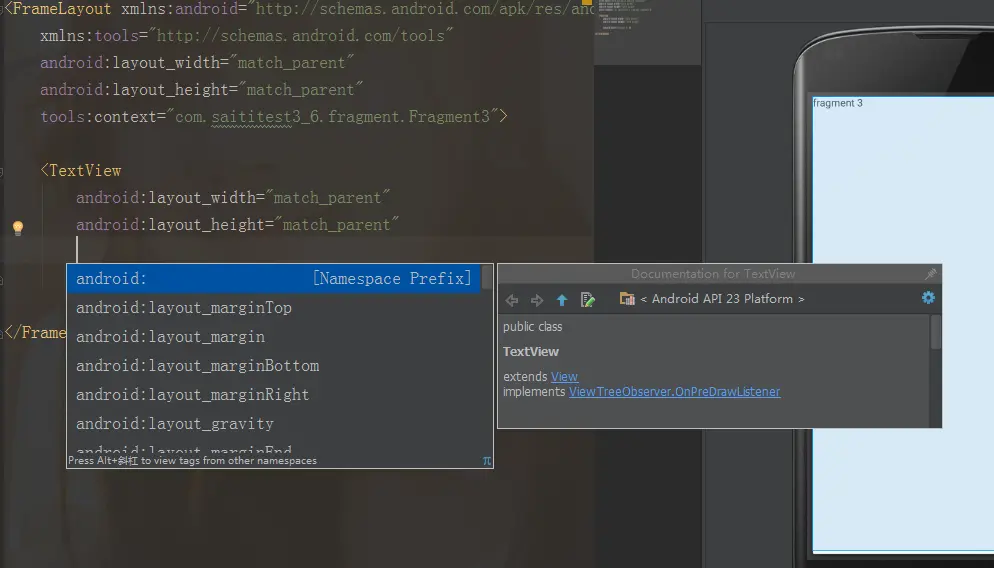 <FrameLayout xmlns:android="http://schemas.android.com/apk/res/and
xmlns:tools="http://schemas.android.com/tools"
android:layout_width="match_parent"
android:layout_height="match_parent"
tools:context="com.saititest3_6.fragment.Fragment3">
<TextView
android:layout_width="match_parent"
android:layout_height="match_parent"
</Frame
android: [Namespace Prefix]
android:layout_marginTop
android:layout_margin
android:layout_marginBottom
android:layout_marginRight
android:layout_gravity
android:layout_marginEnd
Press Alt+斜杠 to view tags from other namespaces π
Documentation for TextView
< Android API 23 Platform >
public class
TextView
extends View
implements ViewTreeObserver.OnPreDrawListener
fragment 3